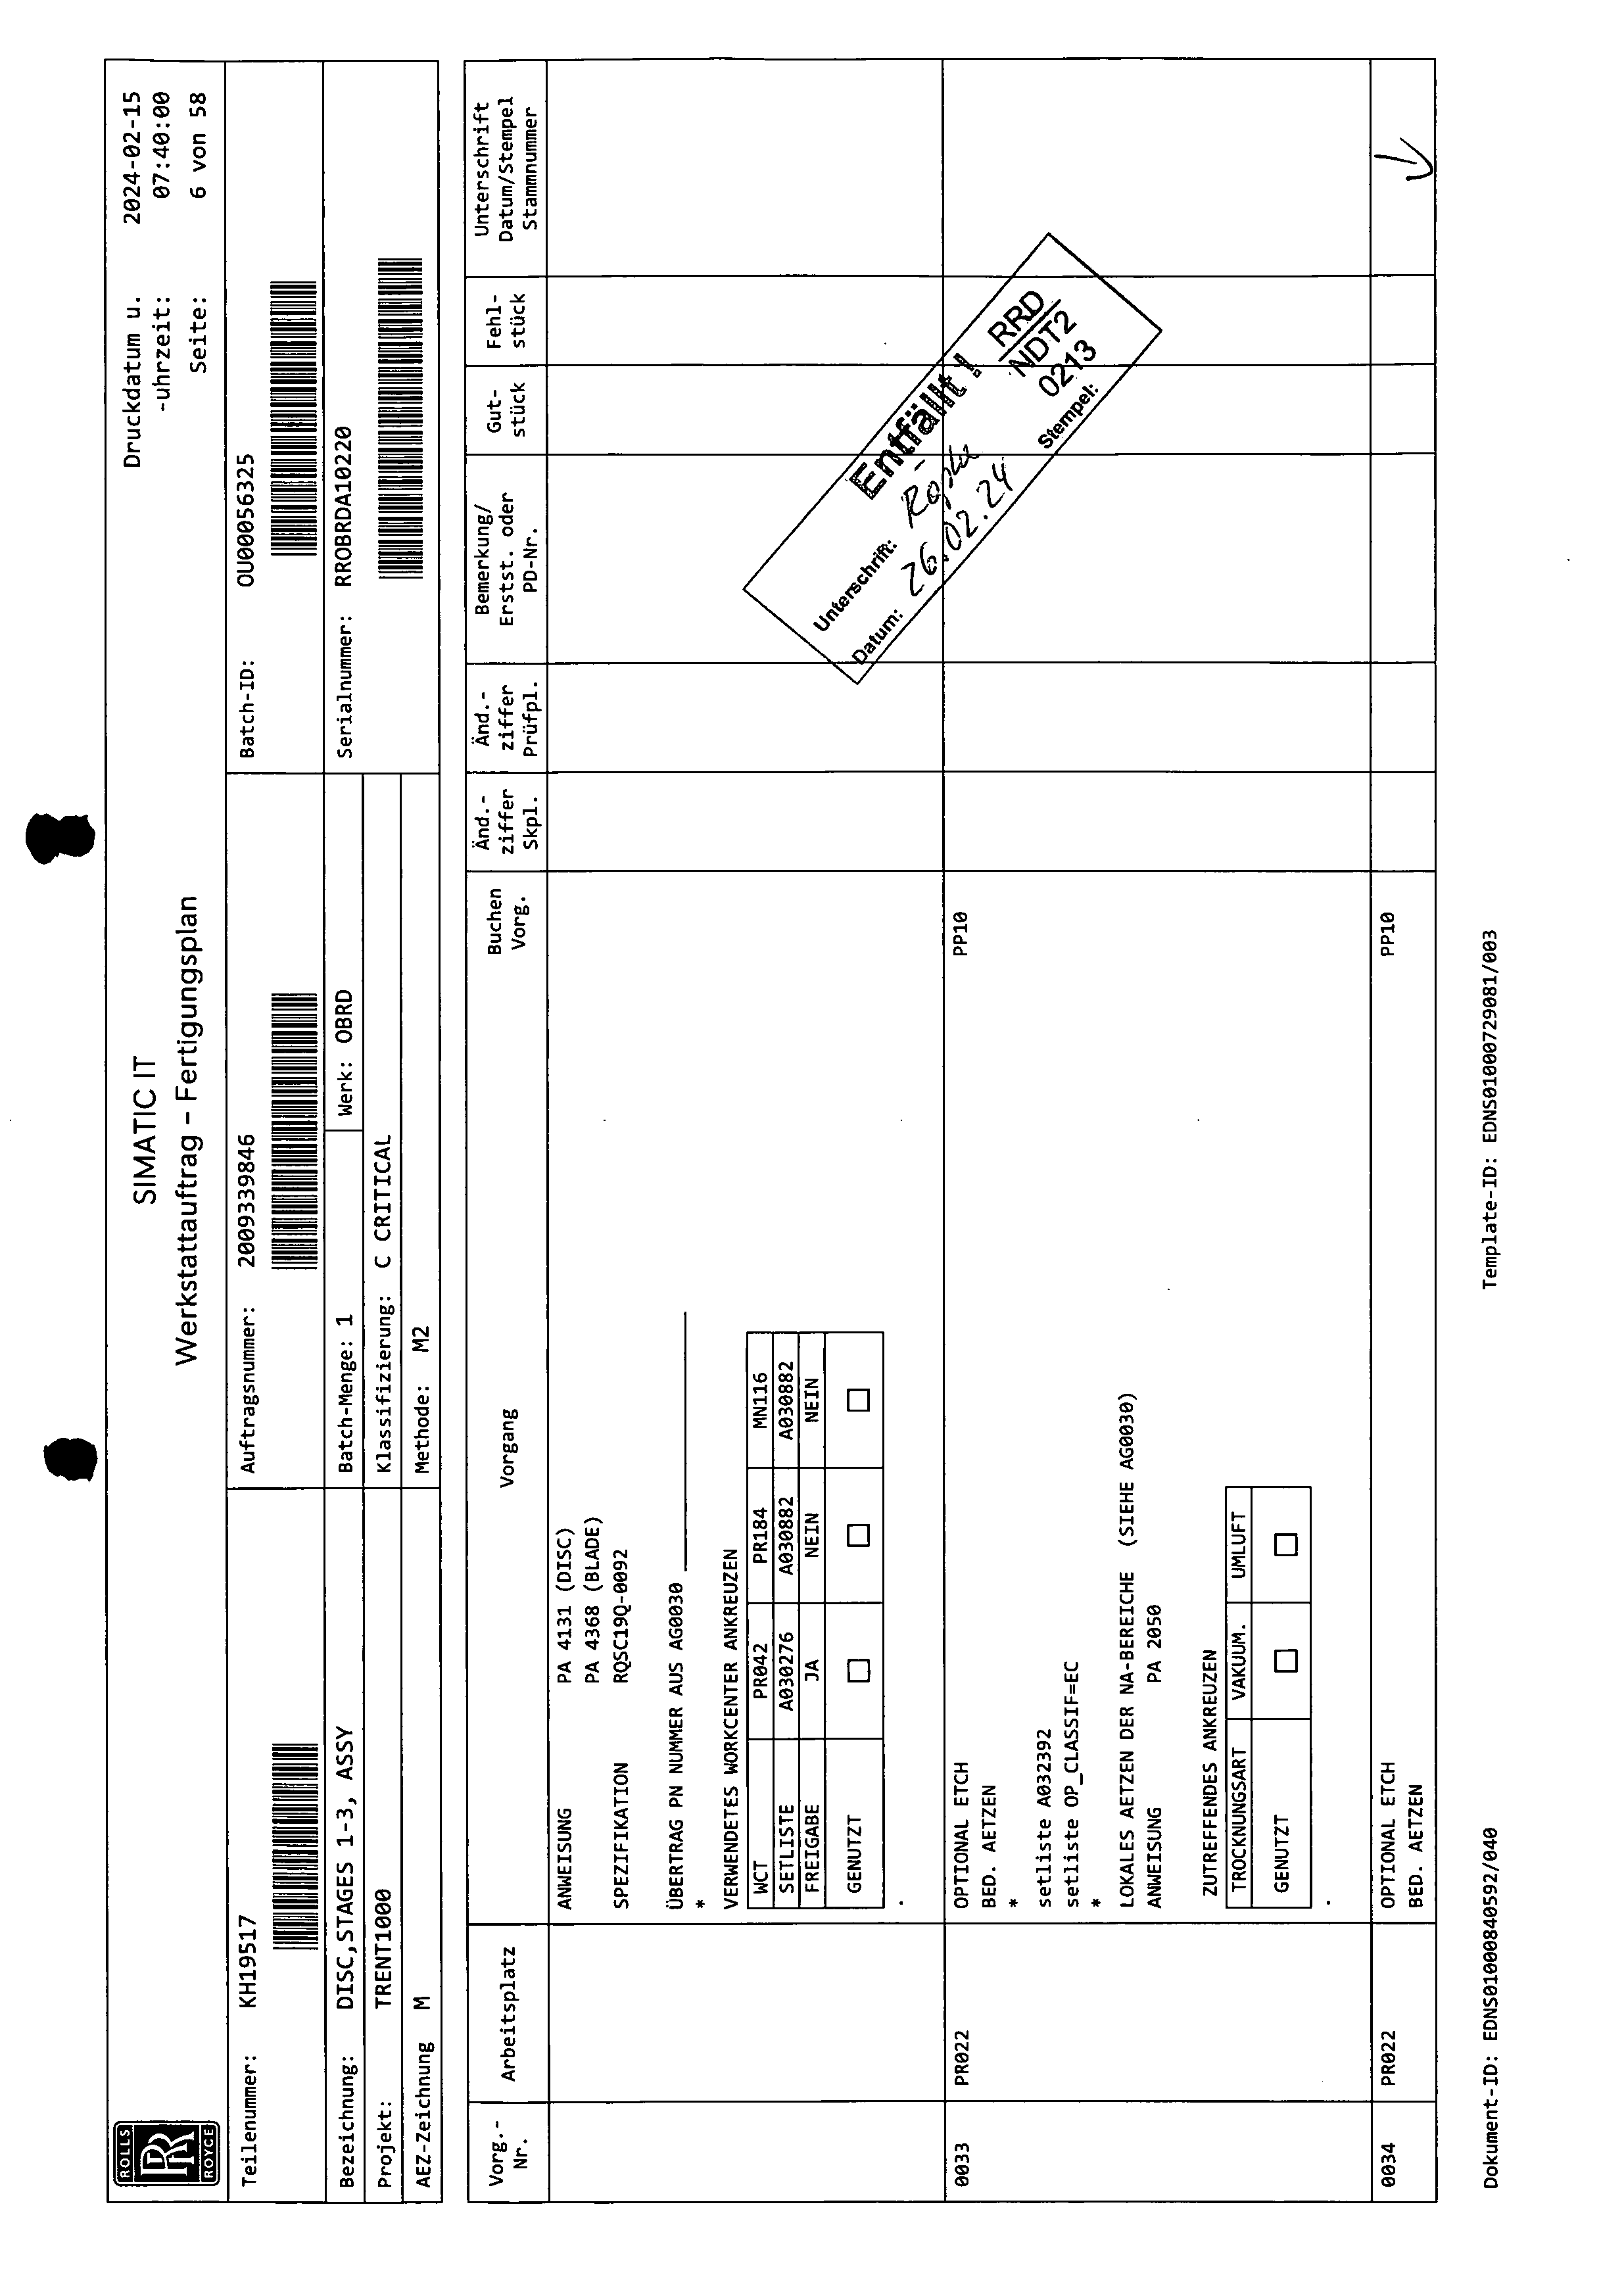 ROLLS
RR
ROYCE
SIMATIC IT
Werkstattauftrag – Fertigungsplan
Druckdatum u. 2024-02-15
-uhrzeit: 07:40:00
Seite: 6 von 58
Teilenummer: KH19517
Auftragsnummer: 2009339846
Batch-ID: OU00056325
Bezeichnung: DISC,STAGES 1-3, ASSY
Batch-Menge: 1
Werk: OBRD
Serialnummer: RROBRDA10220
Projekt: TRENT1000
Klassifizierung: C CRITICAL
AEZ-Zeichnung M
Methode: M2
Vorg.-
Nr.
Arbeitsplatz
Vorgang
Buchen
Vorg.
Änd.-
ziffer
Skpl.
Änd.-
ziffer
Prüfpl.
Bemerkung/
Erstst. oder
PD-Nr.
Gut-
stück
Fehl-
stück
Unterschrift
Datum/Stempel
Stammnummer
ANWEISUNG PA 4131 (DISC)
PA 4368 (BLADE)
SPEZIFIKATION RQSC19Q-0092
ÜBERTRAG PN NUMMER AUS AG0030 ______________________
*
VERWENDETES WORKCENTER ANKREUZEN
WCT PR042 PR184 MN116
SETLISTE A030276 A030882 A030882
FREIGABE JA NEIN NEIN
GENUTZT ☐ ☐ ☐
.
Entfällt !
Unterschrift:
Datum: 26.02.24
Stempel:
RRD
NDT2
0213
0033 PR022 OPTIONAL ETCH PP10
BED. AETZEN
*
setliste A032392
setliste OP_CLASSIF=EC
*
LOKALES AETZEN DER NA-BEREICHE (SIEHE AG0030)
ANWEISUNG PA 2050
ZUTREFFENDES ANKREUZEN
TROCKNUNGSART VAKUUM. UMLUFT
GENUTZT ☐ ☐
.
0034 PR022 OPTIONAL ETCH PP10
BED. AETZEN
Dokument-ID: EDNS01000840592/040
Template-ID: EDNS01000729081/003